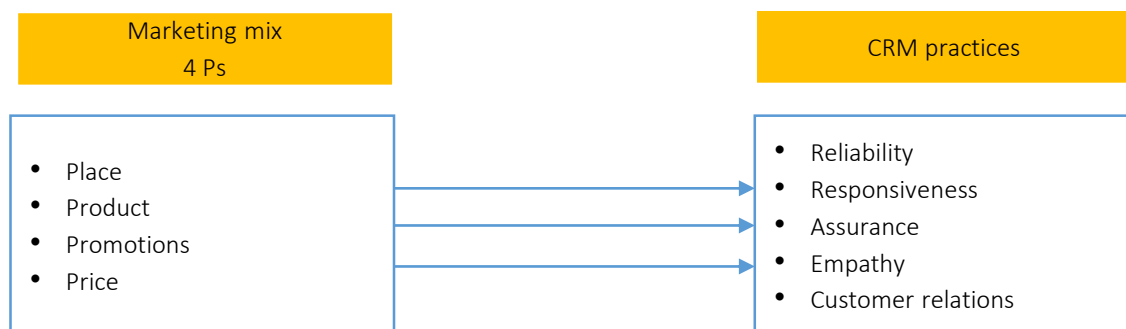 Marketing mix
4 Ps
CRM practices
• Place
• Product
• Promotions
• Price
• Reliability
• Responsiveness
• Assurance
• Empathy
• Customer relations